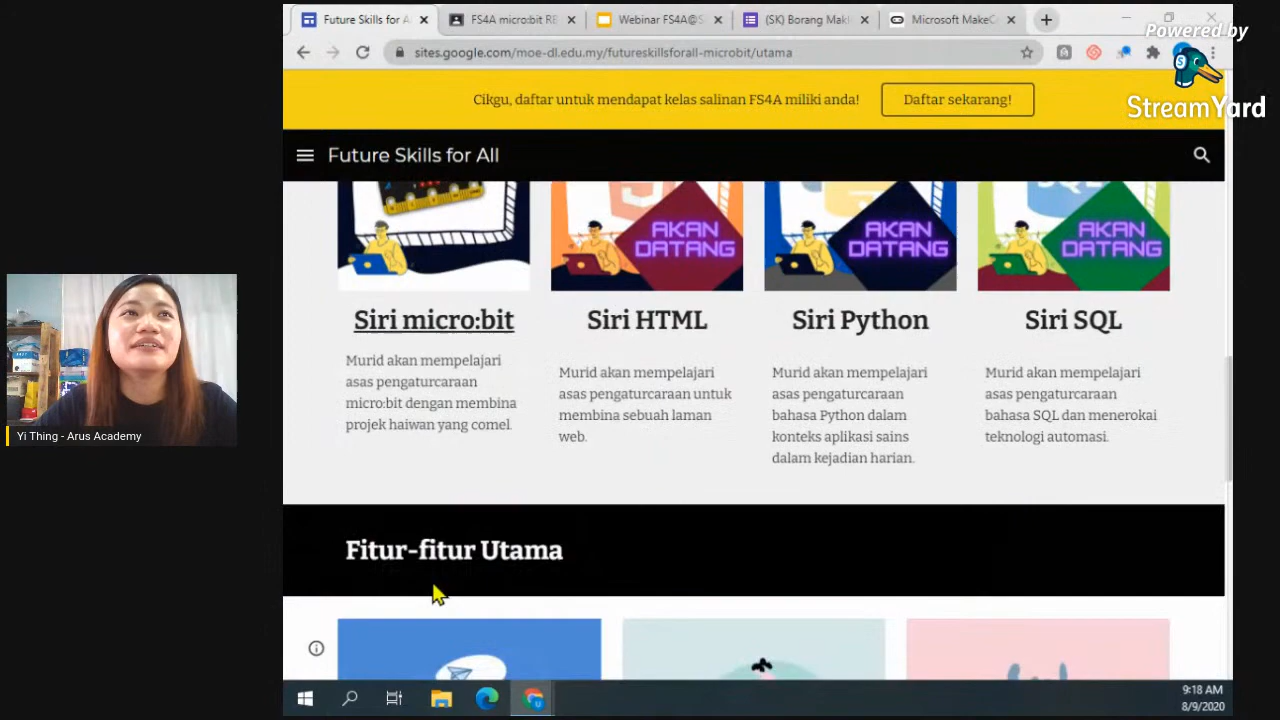 Future Skills for A
FS4A micro:bit RE
Webinar FS4A@S
(SK) Borang Mak
Microsoft MakeC
Powered by
StreamYard
sites.google.com/moe-dl.edu.my/futureskillsforall-microbit/utama
Cikgu, daftar untuk mendapat kelas salinan FS4A miliki anda!
Daftar sekarang!
Future Skills for All
AKAN
DATANG
AKAN
DATANG
AKAN
DATANG
Siri micro:bit
Murid akan mempelajari
asas pengaturcaraan
micro:bit dengan membina
projek haiwan yang comel.
Siri HTML
Murid akan mempelajari
asas pengaturcaraan untuk
membina sebuah laman
web.
Siri Python
Murid akan mempelajari
asas pengaturcaraan
bahasa Python dalam
konteks aplikasi sains
dalam kejadian harian.
Siri SQL
Murid akan mempelajari
asas pengaturcaraan
bahasa SQL dan menerokai
teknologi automasi.
Yi Thing - Arus Academy
Fitur-fitur Utama
9:18 AM
8/9/2020